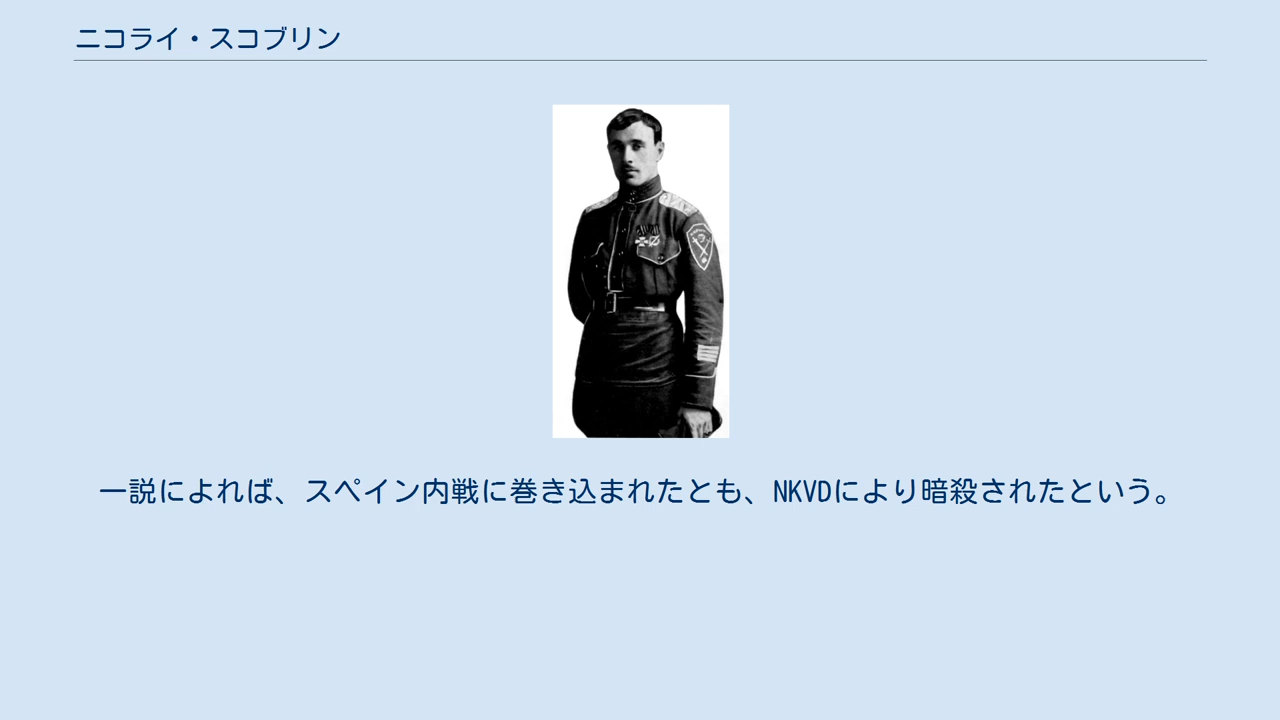 ニコライ・スコブリン
一説によれば、スペイン内戦に巻き込まれたとも、NKVDにより暗殺されたという。